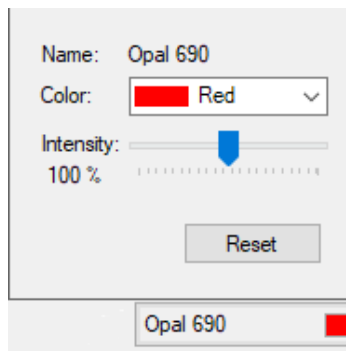 Name: Opal 690
Color: Red
Intensity:
100 %
Reset
Opal 690